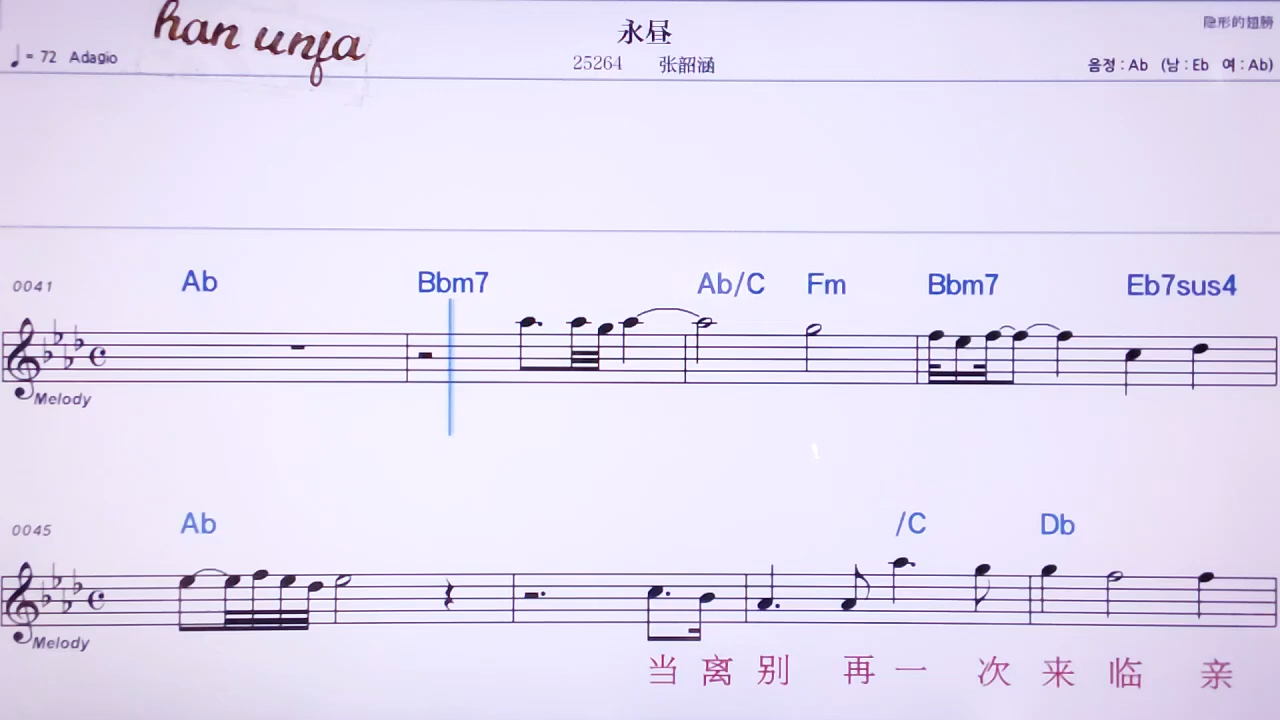 han unfa
永昼
隐形的翅膀
♩= 72 Adagio
25264 张韶涵
음정 : Ab (남 : Eb 여 : Ab)
0041 Ab Bbm7 Ab/C Fm Bbm7 Eb7sus4
Melody
0045 Ab /C Db
Melody
当 离 别 再 一 次 来 临 亲